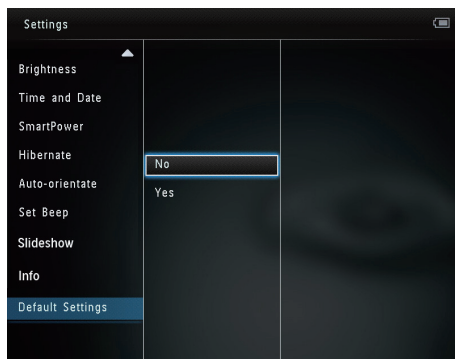 Settings
Brightness
Time and Date
SmartPower
Hibernate
Auto-orientate
Set Beep
Slideshow
Info
Default Settings
No
Yes